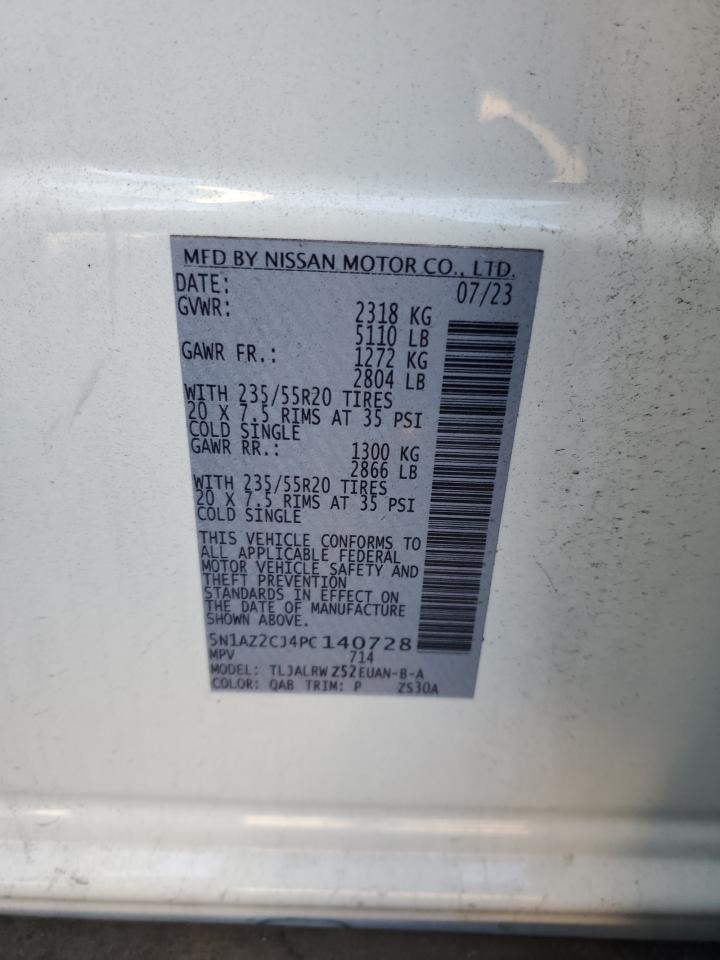 MFD BY NISSAN MOTOR CO., LTD.
DATE: 07/23
GVWR: 2318 KG
5110 LB
GAWR FR.: 1272 KG
2804 LB
WITH 235/55R20 TIRES
20 X 7.5 RIMS AT 35 PSI
COLD SINGLE
GAWR RR.: 1300 KG
2866 LB
WITH 235/55R20 TIRES
20 X 7.5 RIMS AT 35 PSI
COLD SINGLE
THIS VEHICLE CONFORMS TO
ALL APPLICABLE FEDERAL
MOTOR VEHICLE SAFETY AND
THEFT PREVENTION
STANDARDS IN EFFECT ON
THE DATE OF MANUFACTURE
SHOWN ABOVE.
5N1AZ2CJ4PC140728
MPV 714
MODEL: TLJALRWZ52EUAN-B-A
COLOR: QAB TRIM: P ZS30A